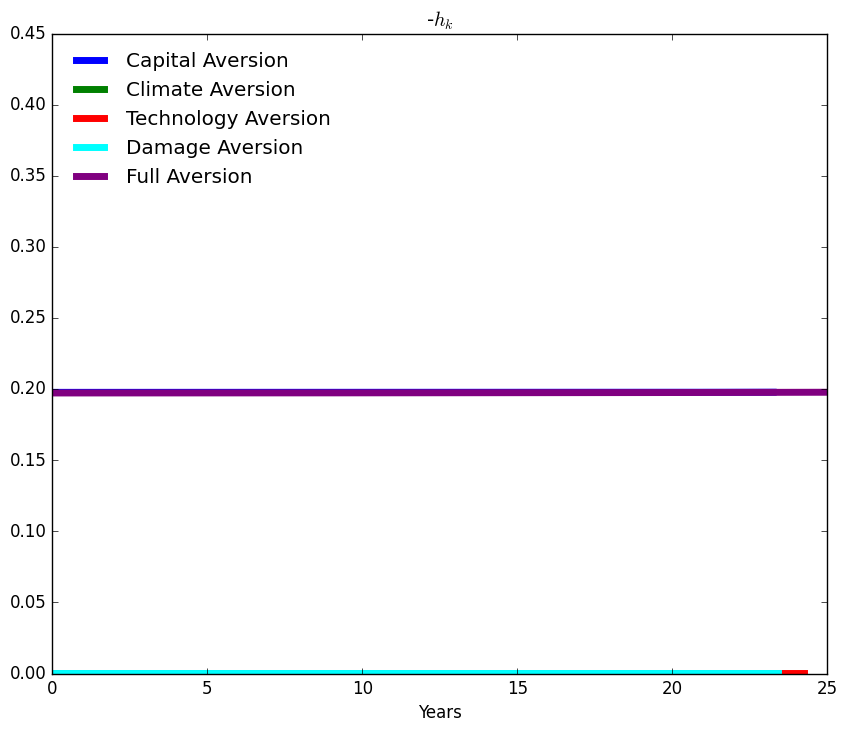 -h_k
0.45
Capital Aversion
Climate Aversion
0.40
Technology Aversion
Damage Aversion
0.35
Full Aversion
0.30
0.25
0.20
0.15
0.10
0.05
0.00
0 5 10 15 20 25
Years